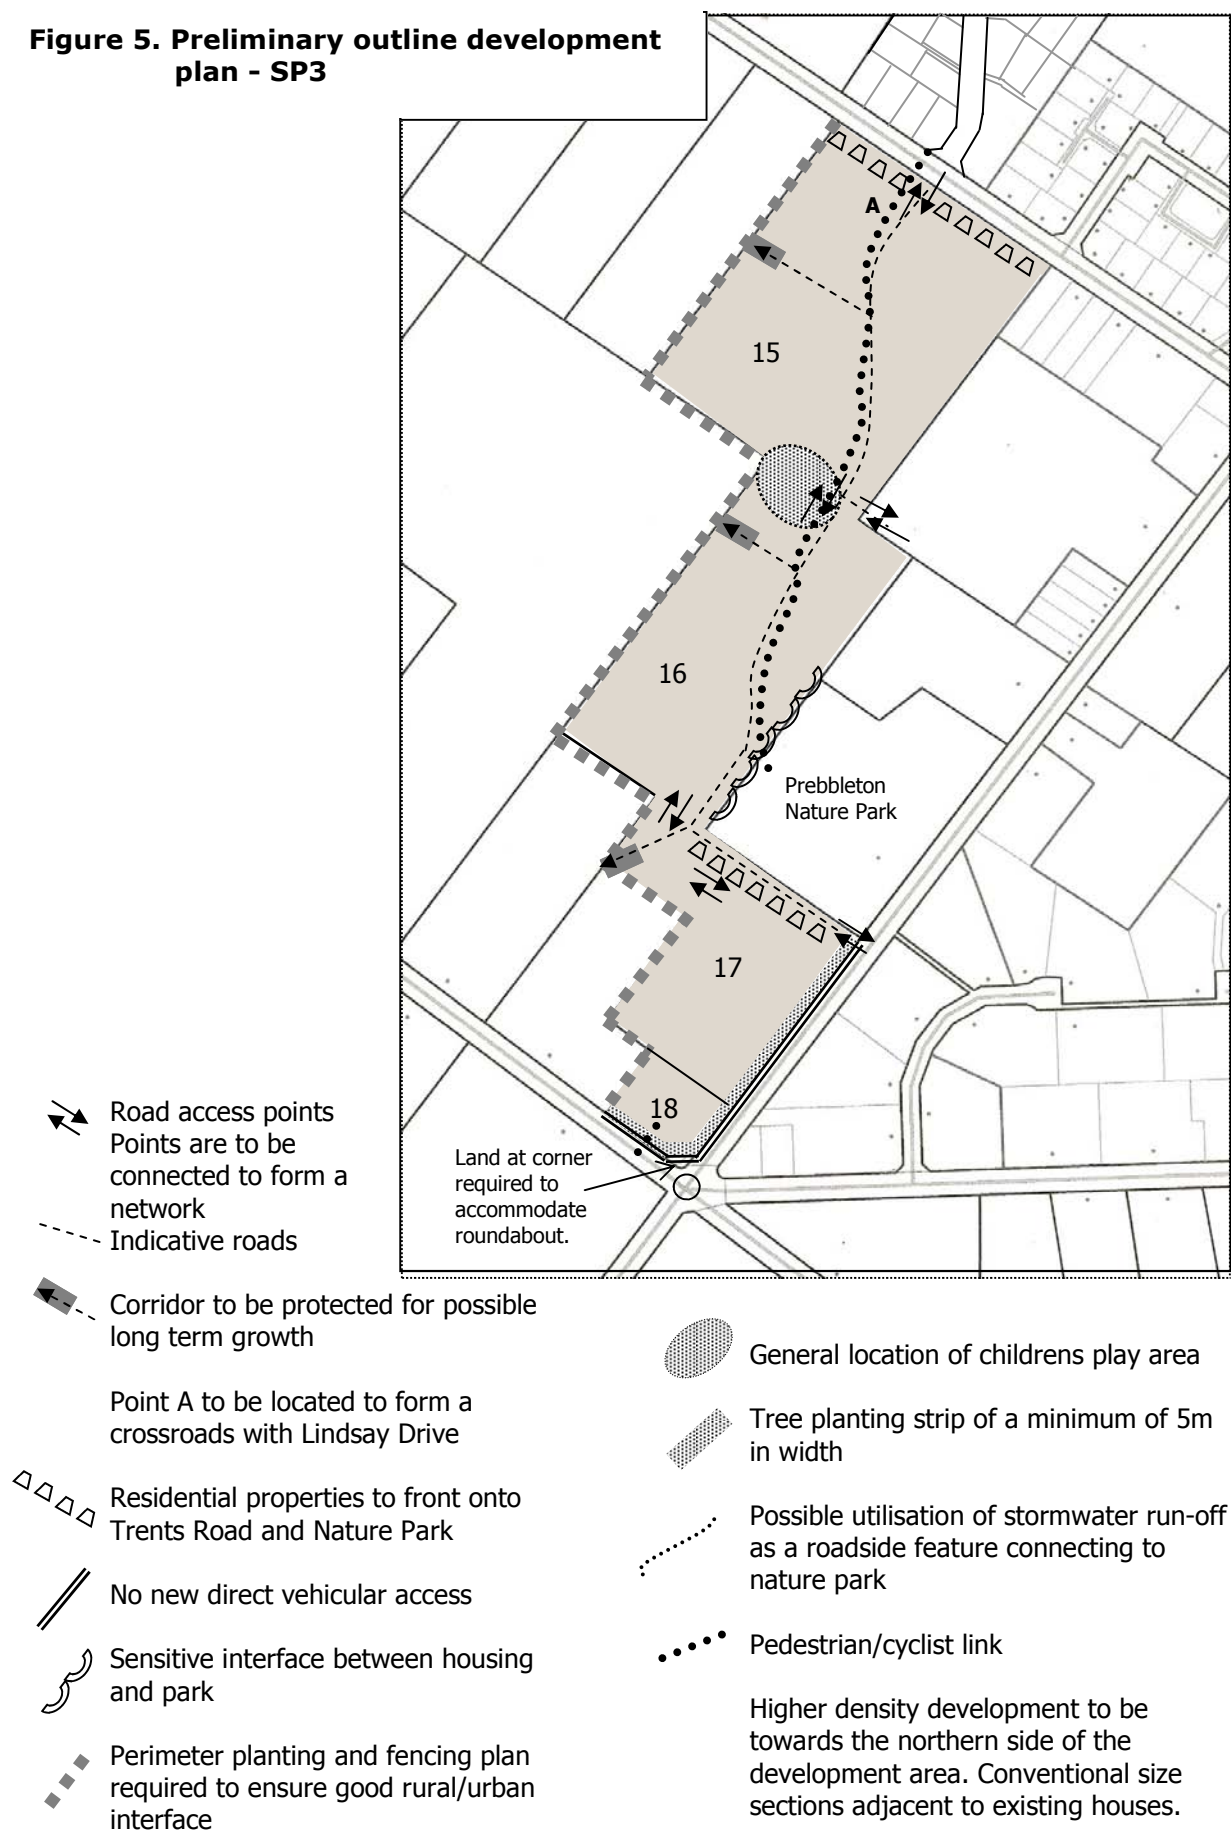 Figure 5. Preliminary outline development
plan - SP3
A
15
16
Prebbleton
Nature Park
17
18
Land at corner
required to
accommodate
roundabout.
Road access points
Points are to be
connected to form a
network
Indicative roads
Corridor to be protected for possible
long term growth
Point A to be located to form a
crossroads with Lindsay Drive
Residential properties to front onto
Trents Road and Nature Park
No new direct vehicular access
Sensitive interface between housing
and park
Perimeter planting and fencing plan
required to ensure good rural/urban
interface
General location of childrens play area
Tree planting strip of a minimum of 5m
in width
Possible utilisation of stormwater run-off
as a roadside feature connecting to
nature park
Pedestrian/cyclist link
Higher density development to be
towards the northern side of the
development area. Conventional size
sections adjacent to existing houses.